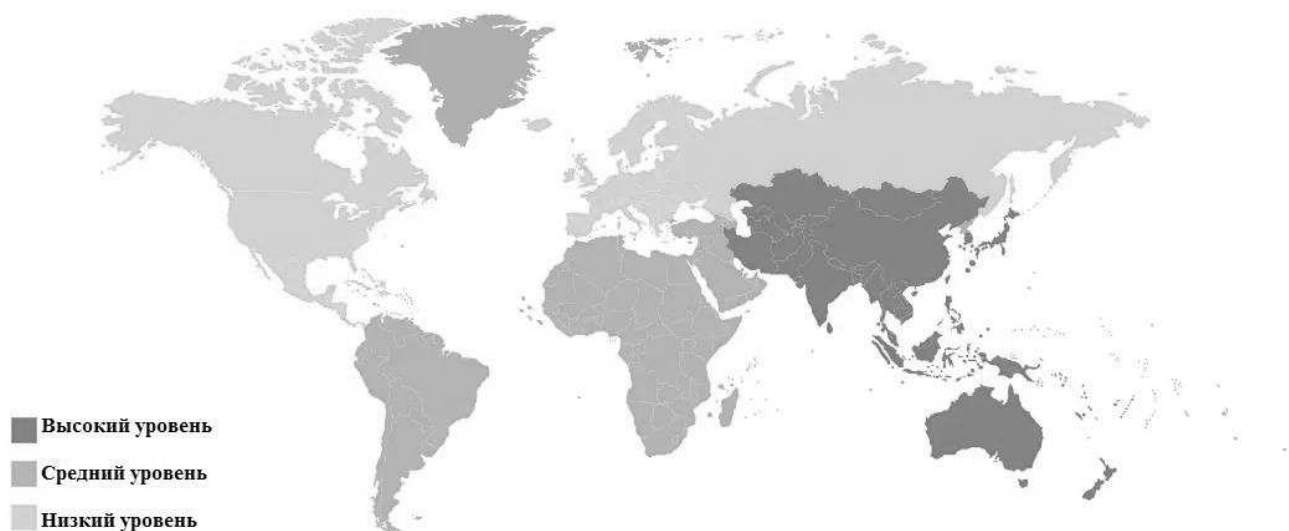 Высокий уровень
Средний уровень
Низкий уровень